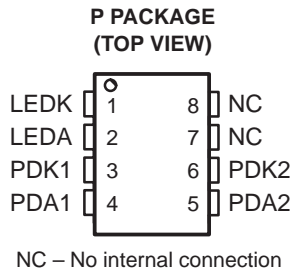 P PACKAGE
(TOP VIEW)
LEDK 1 8 NC
LEDA 2 7 NC
PDK1 3 6 PDK2
PDA1 4 5 PDA2
NC – No internal connection